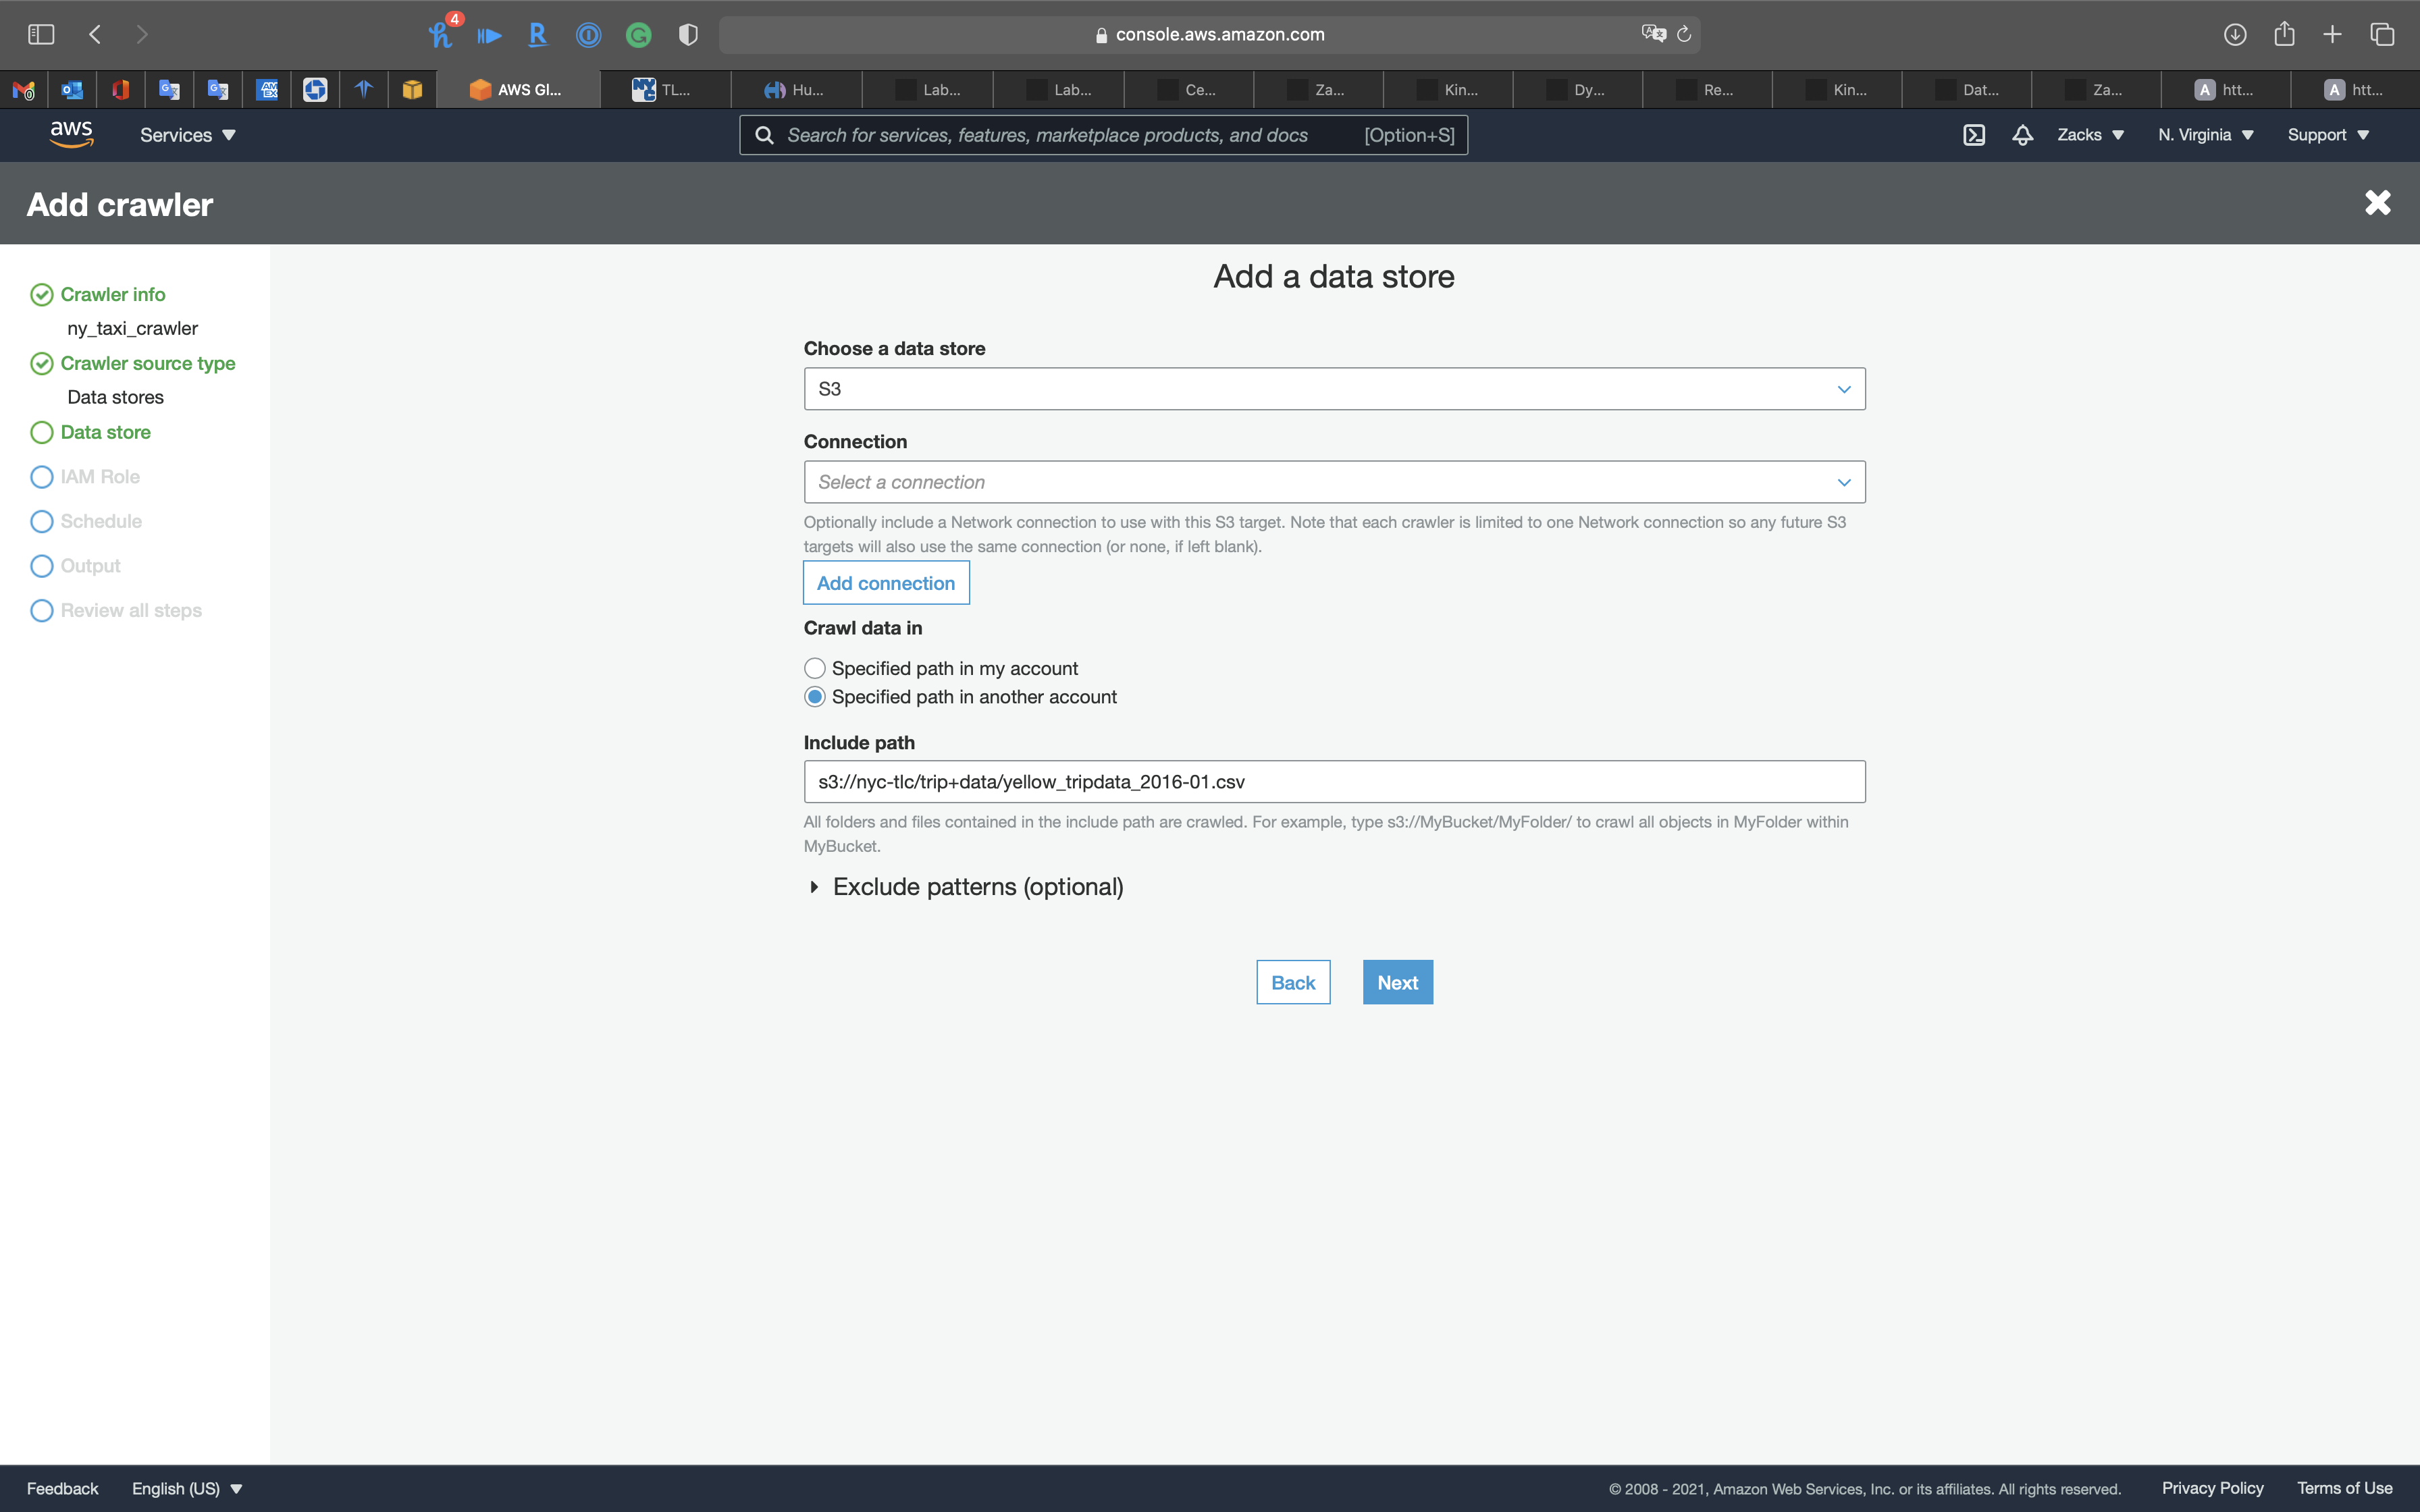 4
console.aws.amazon.com
AWS Gl...
TL...
Hu...
Lab...
Lab...
Ce...
Za...
Kin...
Dy...
Re...
Kin...
Dat...
Za...
A htt...
A htt...
aws
Services
Search for services, features, marketplace products, and docs
[Option+S]
Zacks
N. Virginia
Support
Add crawler
Crawler info
ny_taxi_crawler
Crawler source type
Data stores
Data store
IAM Role
Schedule
Output
Review all steps
Add a data store
Choose a data store
S3
Connection
Select a connection
Optionally include a Network connection to use with this S3 target. Note that each crawler is limited to one Network connection so any future S3
targets will also use the same connection (or none, if left blank).
Add connection
Crawl data in
Specified path in my account
Specified path in another account
Include path
s3://nyc-tlc/trip+data/yellow_tripdata_2016-01.csv
All folders and files contained in the include path are crawled. For example, type s3://MyBucket/MyFolder/ to crawl all objects in MyFolder within
MyBucket.
Exclude patterns (optional)
Back
Next
Feedback
English (US)
© 2008 - 2021, Amazon Web Services, Inc. or its affiliates. All rights reserved.
Privacy Policy
Terms of Use